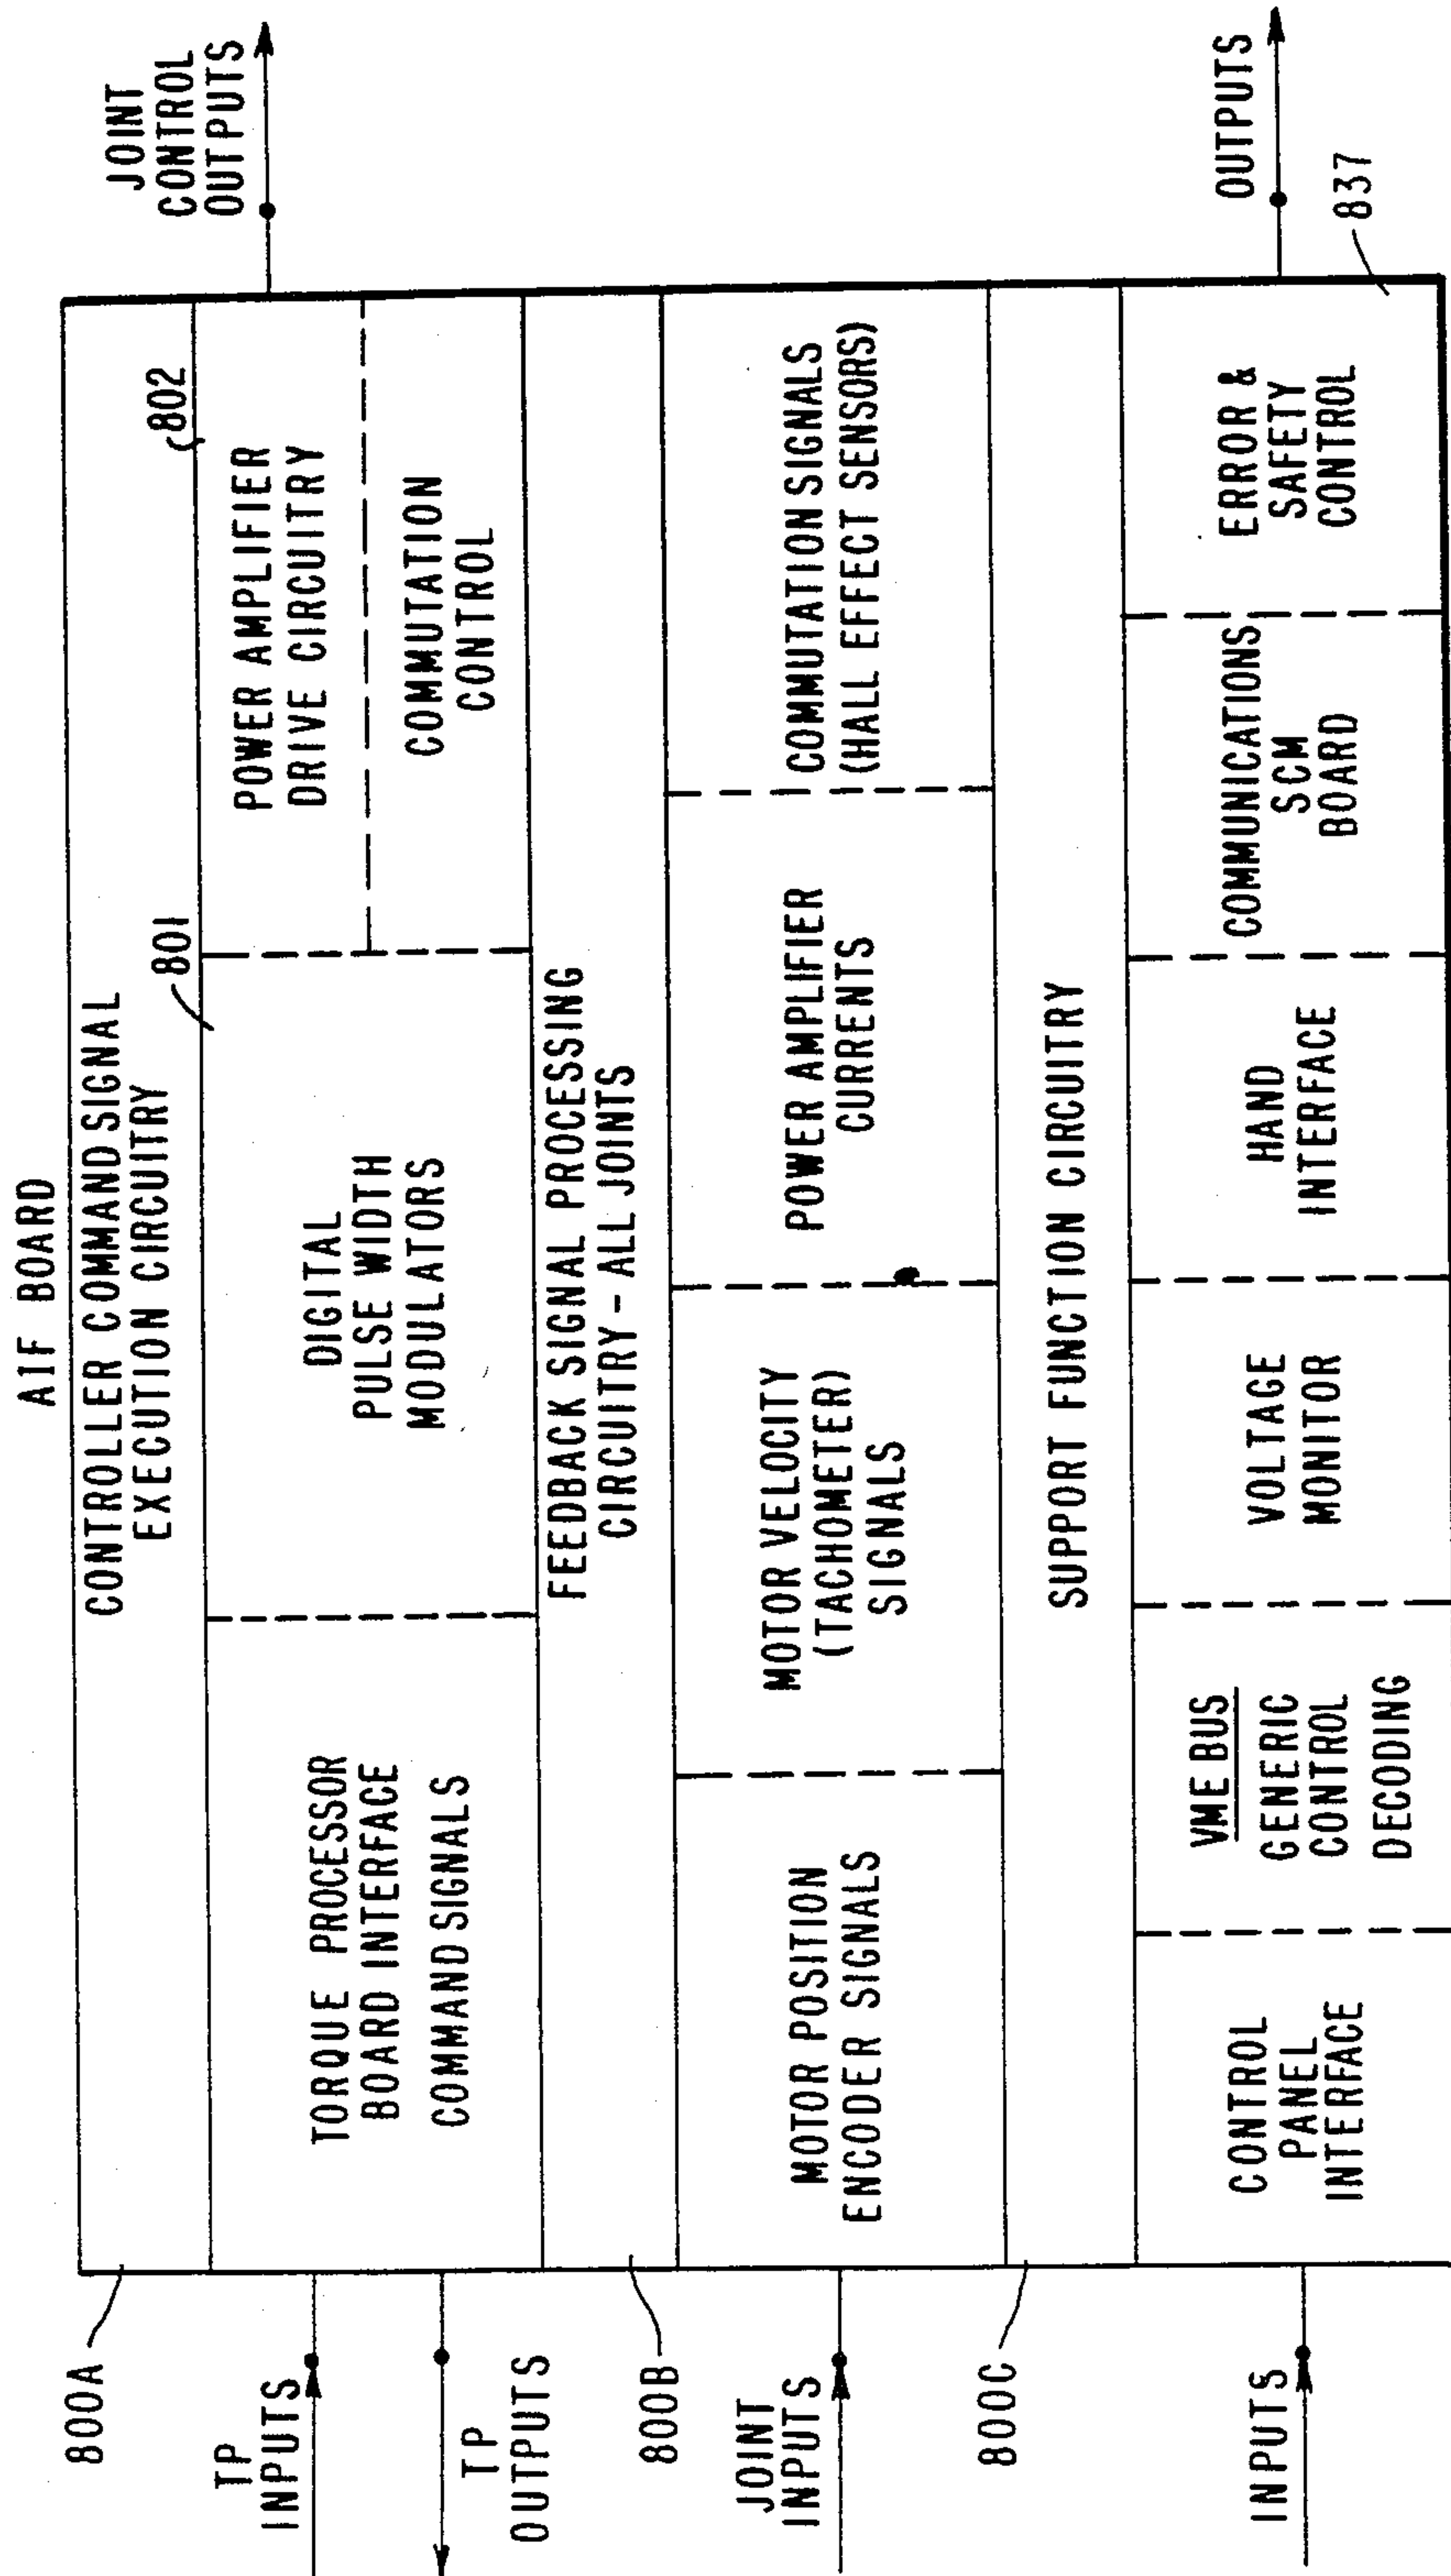 AIF BOARD
800A
CONTROLLER COMMAND SIGNAL
EXECUTION CIRCUITRY
TP
INPUTS
TP
OUTPUTS
TORQUE PROCESSOR
BOARD INTERFACE
COMMAND SIGNALS
801
DIGITAL
PULSE WIDTH
MODULATORS
802
POWER AMPLIFIER
DRIVE CIRCUITRY
COMMUTATION
CONTROL
JOINT
CONTROL
OUTPUTS
800B
FEEDBACK SIGNAL PROCESSING
CIRCUITRY - ALL JOINTS
JOINT
INPUTS
MOTOR POSITION
ENCODER SIGNALS
MOTOR VELOCITY
(TACHOMETER)
SIGNALS
POWER AMPLIFIER
CURRENTS
COMMUTATION SIGNALS
(HALL EFFECT SENSORS)
800C
SUPPORT FUNCTION CIRCUITRY
INPUTS
CONTROL
PANEL
INTERFACE
VME BUS
GENERIC
CONTROL
DECODING
VOLTAGE
MONITOR
HAND
INTERFACE
COMMUNICATIONS
SCM
BOARD
ERROR &
SAFETY
CONTROL
OUTPUTS
837